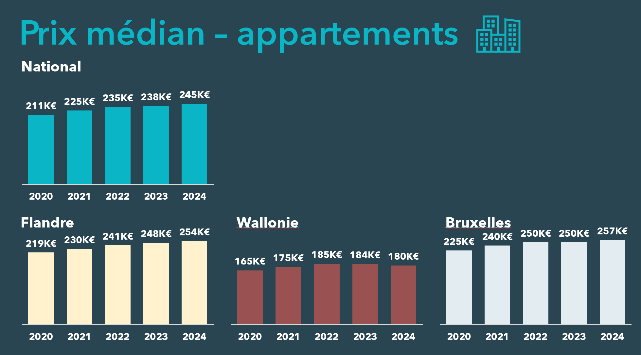 Prix médian – appartements
National
211K€ 225K€ 235K€ 238K€ 245K€
2020 2021 2022 2023 2024
Flandre
219K€ 230K€ 241K€ 248K€ 254K€
2020 2021 2022 2023 2024
Wallonie
165K€ 175K€ 185K€ 184K€ 180K€
2020 2021 2022 2023 2024
Bruxelles
225K€ 240K€ 250K€ 250K€ 257K€
2020 2021 2022 2023 2024